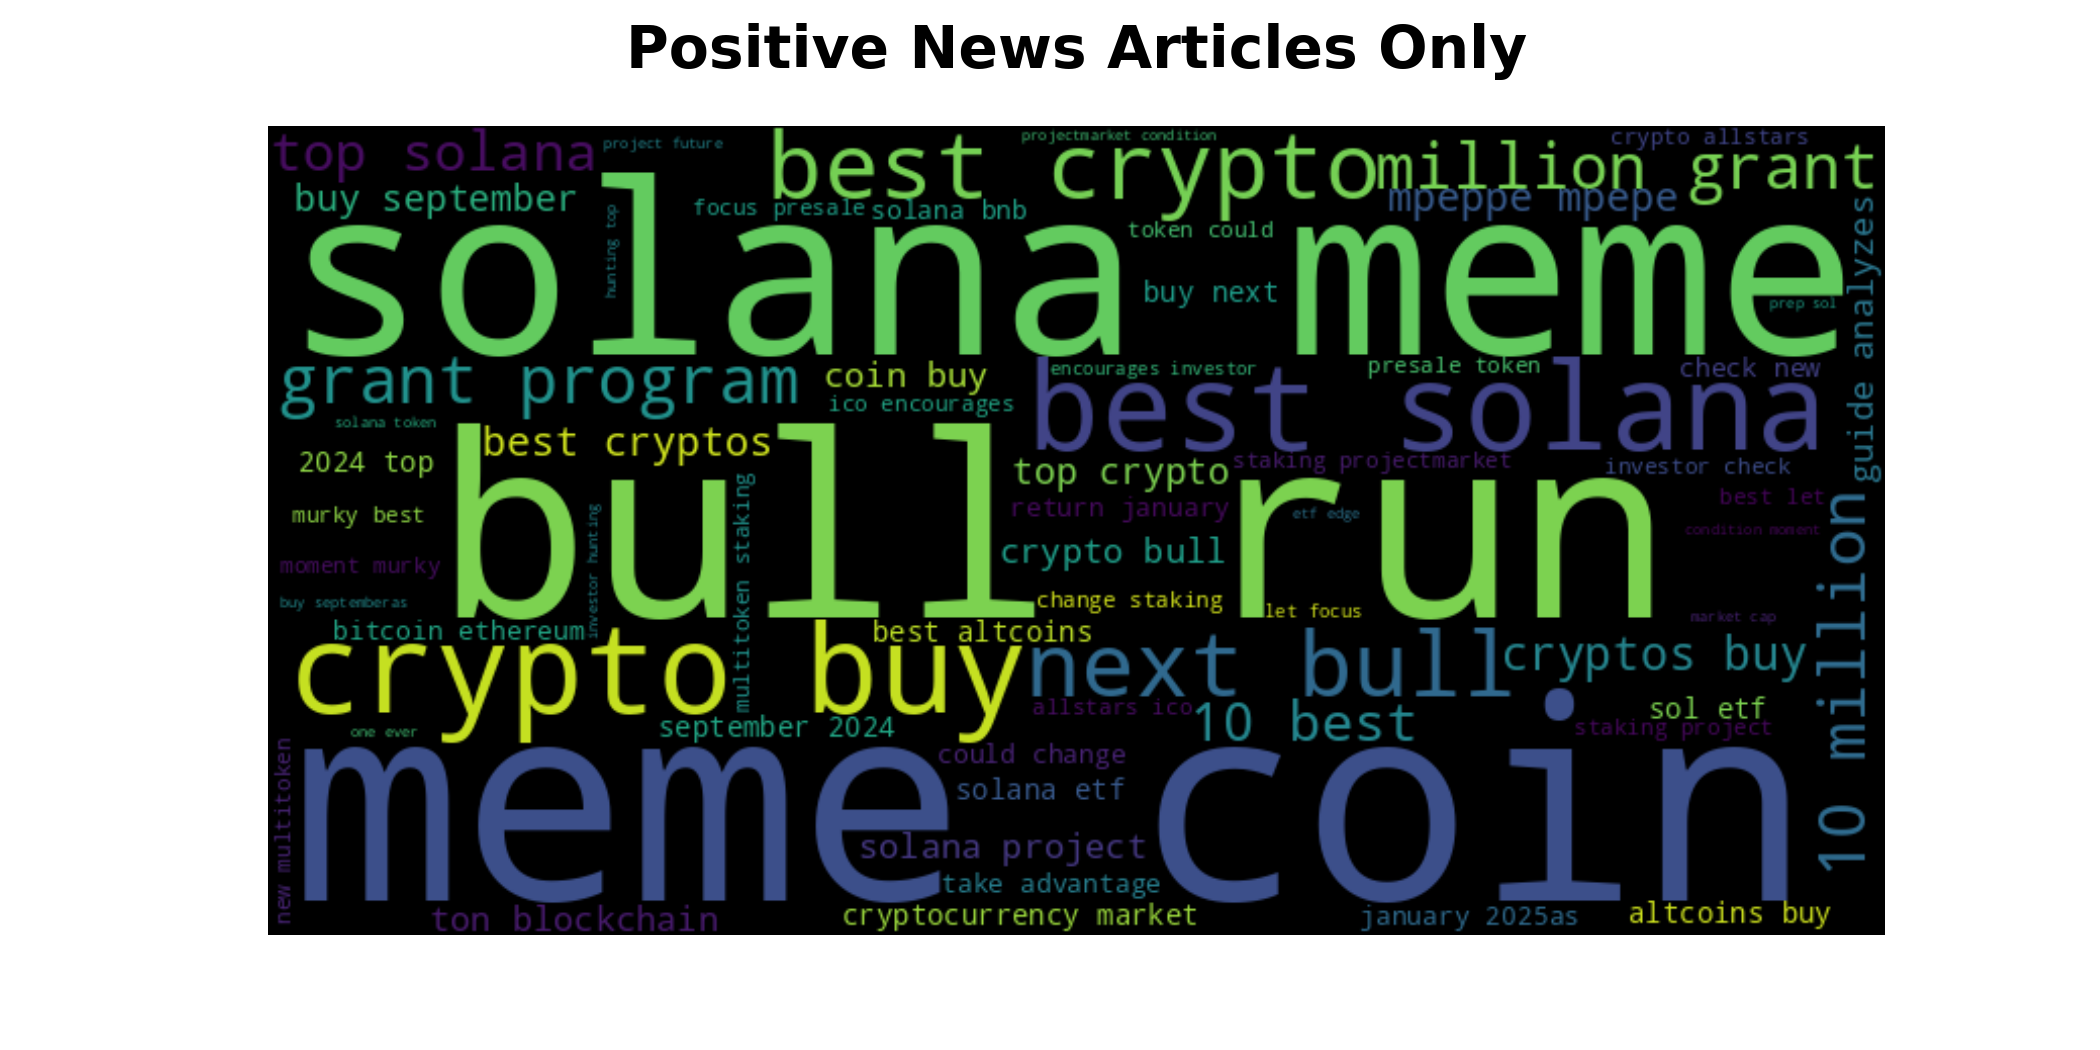 Positive News Articles Only
top solana
project future
best crypto
projectmarket condition
million grant
crypto allstars
buy september
hunting top
focus presale
solana bnb
mpeppe mpepe
token could
guide analyzes
solana meme
buy next
prep sol
grant program
coin buy
ico encourages
encourages investor
presale token
check new
best solana
solana token
best cryptos
2024 top
top crypto
staking projectmarket
investor check
bull run
murky best
return january
etf edge
best let
condition moment
10 million
moment murky
investor hunting
multitoken staking
crypto bull
buy septemberas
change staking
let focus
market cap
bitcoin ethereum
best altcoins
crypto buy
next bull
cryptos buy
allstars ico
10 best
sol etf
staking project
one ever
september 2024
could change
meme coin
new multitoken
solana etf
solana project
take advantage
ton blockchain
cryptocurrency market
january 2025as
altcoins buy